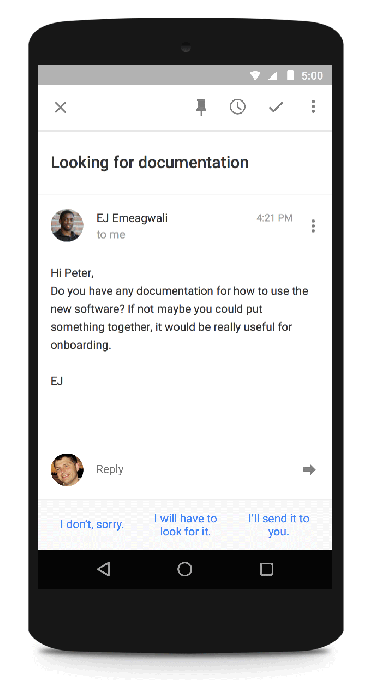 5:00
Looking for documentation
EJ Emeagwali
4:21 PM
to me
Hi Peter,
Do you have any documentation for how to use the
new software? If not maybe you could put
something together, it would be really useful for
onboarding.
EJ
Reply
I don't, sorry.
I will have to
look for it.
I'll send it to
you.